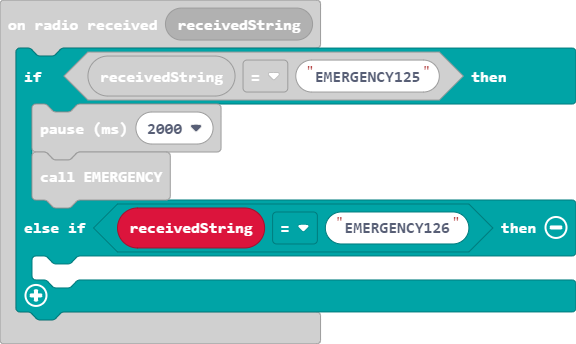 on radio received receivedString
if receivedString = "EMERGENCY125" then
pause (ms) 2000
call EMERGENCY
else if receivedString = "EMERGENCY126" then